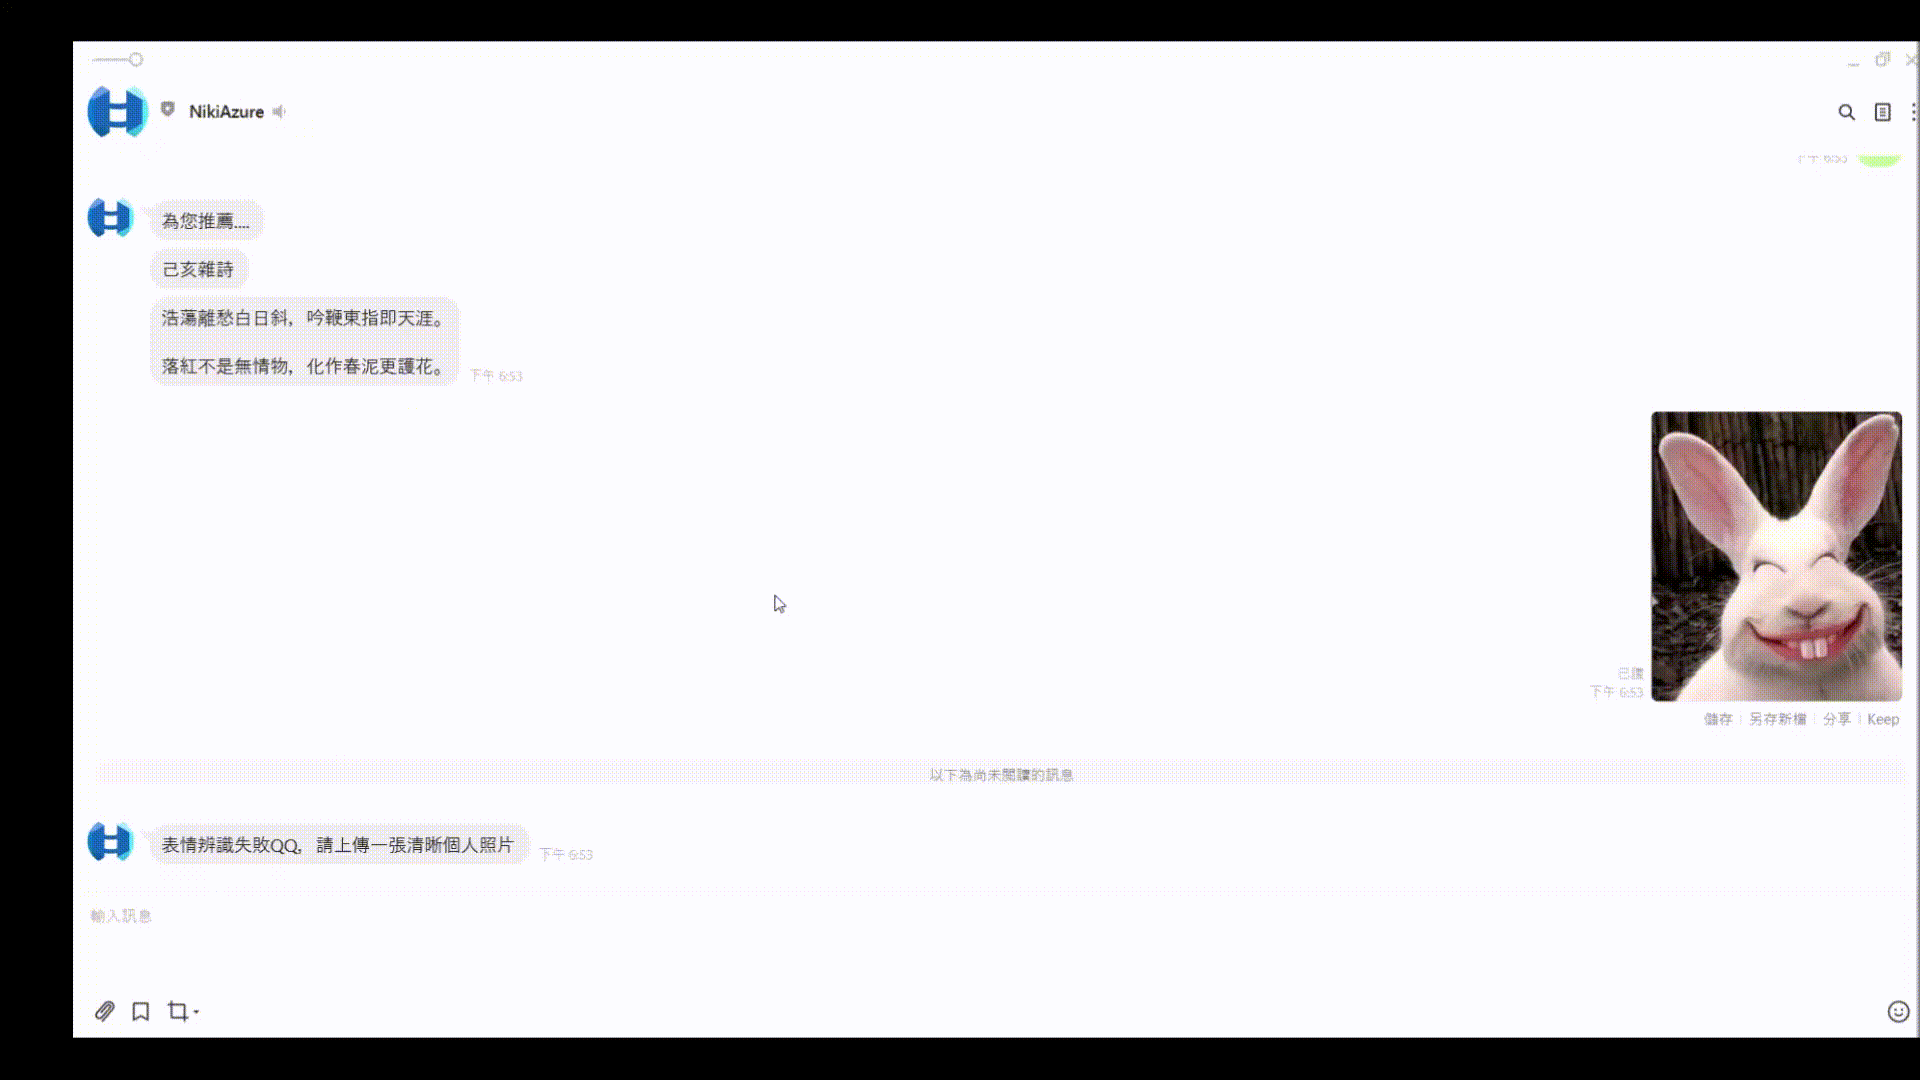 NikiAzure
下午 6:53
為您推薦....
己亥雜詩
浩蕩離愁白日斜，吟鞭東指即天涯。
落紅不是無情物，化作春泥更護花。
下午 6:53
已讀
下午 6:53
儲存 | 另存新檔 | 分享 | Keep
以下為尚未閱讀的訊息
表情辨識失敗QQ，請上傳一張清晰個人照片
下午 6:53
輸入訊息